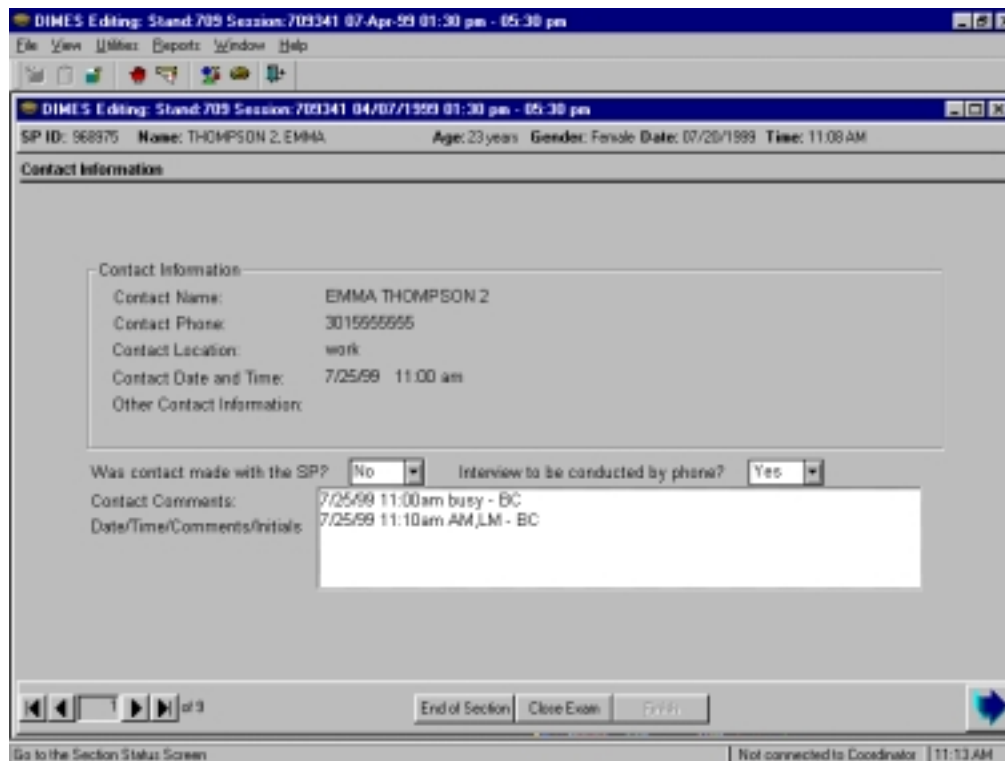 DIMES Editing: Stand:709 Session:709341 07-Apr-99 01:30 pm - 05:30 pm
File View Utilities Reports Window Help
DIMES Editing: Stand:709 Session:709341 04/07/1999 01:30 pm - 05:30 pm
SP ID: 968975 Name: THOMPSON 2, EMMA Age: 23 years Gender: Female Date: 07/20/1999 Time: 11:08 AM
Contact Information
Contact Information
Contact Name: EMMA THOMPSON 2
Contact Phone: 3015555555
Contact Location: work
Contact Date and Time: 7/25/99 11:00 am
Other Contact Information:
Was contact made with the SP? No Interview to be conducted by phone? Yes
Contact Comments: 7/25/99 11:00am busy - BC
Date/Time/Comments/Initials 7/25/99 11:10am AM,LM - BC
1 of 9 End of Section Close Exam Finish
Go to the Section Status Screen Not connected to Coordinator 11:13 AM